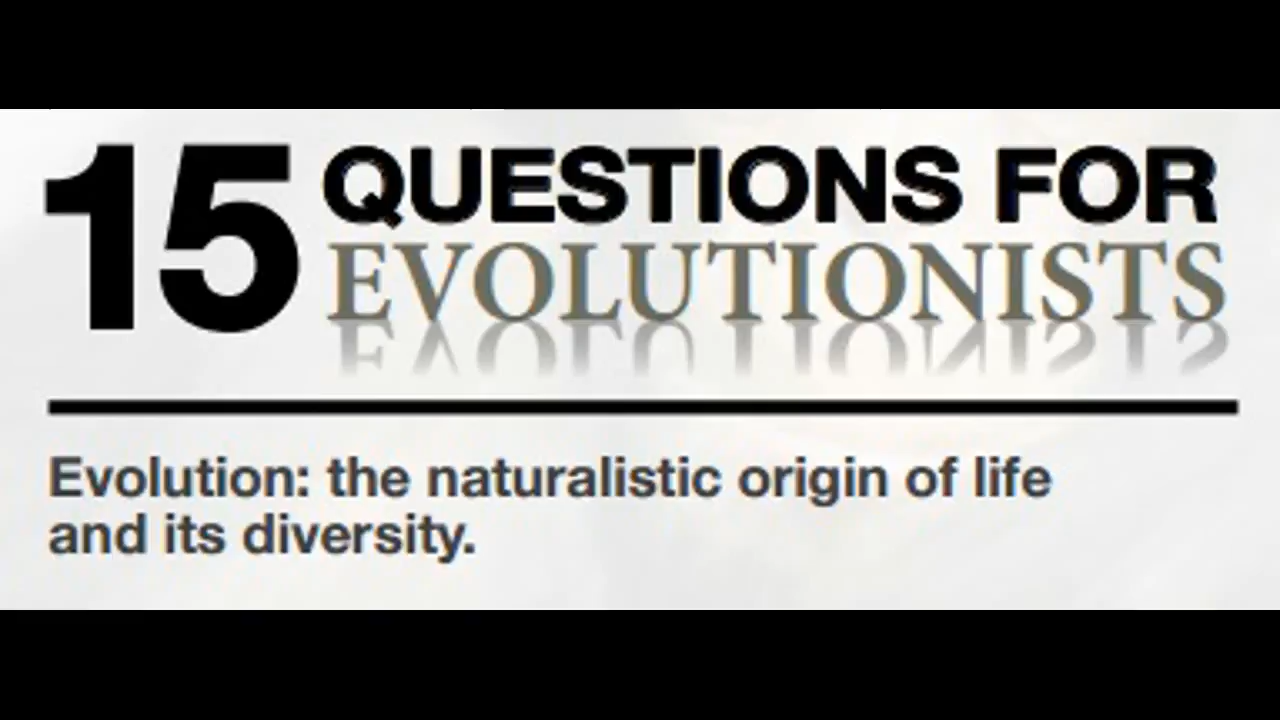 15 QUESTIONS FOR
EVOLUTIONISTS
Evolution: the naturalistic origin of life
and its diversity.